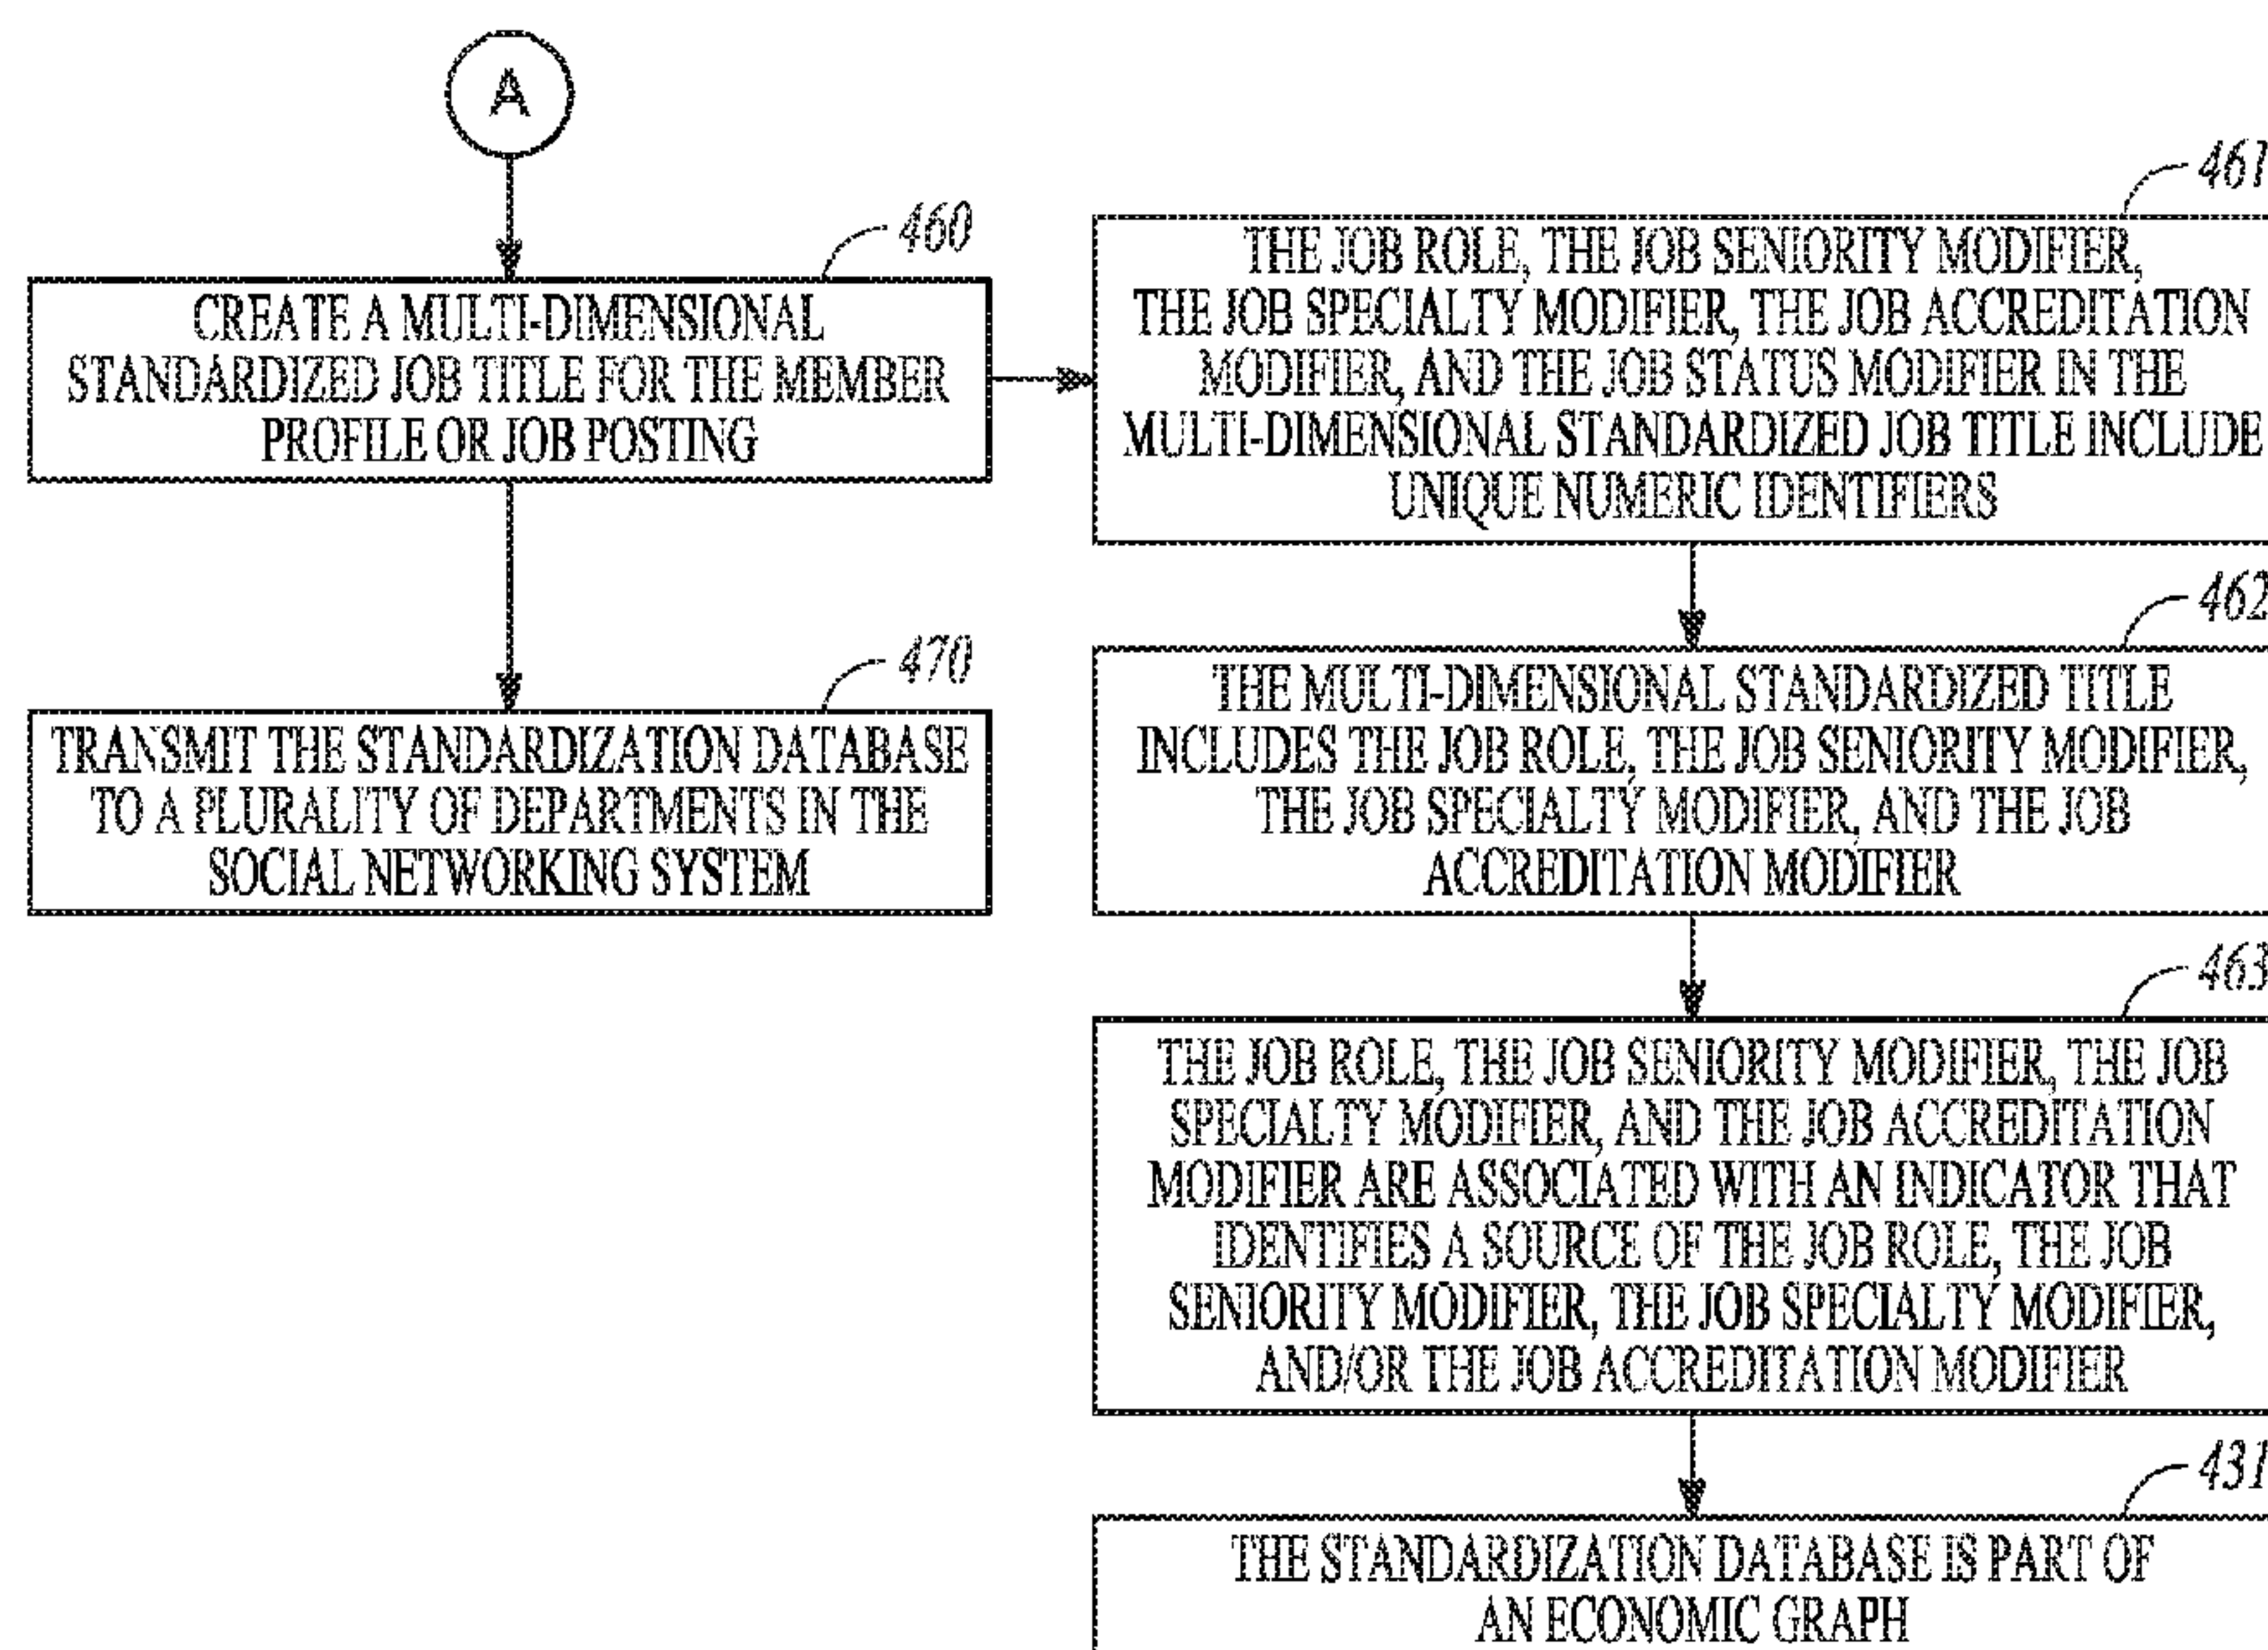 A
460
CREATE A MULTI-DIMENSIONAL
STANDARDIZED JOB TITLE FOR THE MEMBER
PROFILE OR JOB POSTING
470
TRANSMIT THE STANDARDIZATION DATABASE
TO A PLURALITY OF DEPARTMENTS IN THE
SOCIAL NETWORKING SYSTEM
461
THE JOB ROLE, THE JOB SENIORITY MODIFIER,
THE JOB SPECIALTY MODIFIER, THE JOB ACCREDITATION
MODIFIER, AND THE JOB STATUS MODIFIER IN THE
MULTI-DIMENSIONAL STANDARDIZED JOB TITLE INCLUDE
UNIQUE NUMERIC IDENTIFIERS
462
THE MULTI-DIMENSIONAL STANDARDIZED TITLE
INCLUDES THE JOB ROLE, THE JOB SENIORITY MODIFIER,
THE JOB SPECIALTY MODIFIER, AND THE JOB
ACCREDITATION MODIFIER
463
THE JOB ROLE, THE JOB SENIORITY MODIFIER, THE JOB
SPECIALTY MODIFIER, AND THE JOB ACCREDITATION
MODIFIER ARE ASSOCIATED WITH AN INDICATOR THAT
IDENTIFIES A SOURCE OF THE JOB ROLE, THE JOB
SENIORITY MODIFIER, THE JOB SPECIALTY MODIFIER,
AND/OR THE JOB ACCREDITATION MODIFIER
431
THE STANDARDIZATION DATABASE IS PART OF
AN ECONOMIC GRAPH